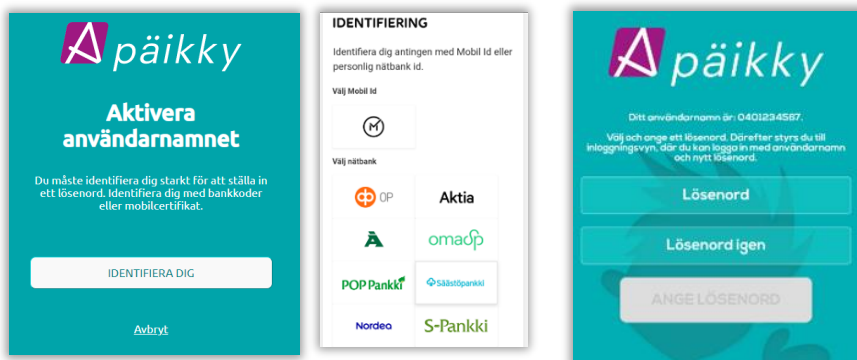 A päikky
Aktivera
användarnamnet
Du måste identifiera dig starkt för att ställa in
ett lösenord. Identifiera dig med bankkoder
eller mobilcertifikat.
IDENTIFIERA DIG
Avbryt
IDENTIFIERING
Identifiera dig antingen med Mobil Id eller
personlig nätbank id.
Välj Mobil Id
M
Välj nätbank
OP
Aktia
Å
omasp
POP Pankki
Säästöpankki
Nordea
S-Pankki
A päikky
Ditt användarnamn är: 0401234567.
Välj och ange ett lösenord. Därefter styrs du till
inloggningsvyn, där du kan logga in med användarnamn
och nytt lösenord.
Lösenord
Lösenord igen
ANGE LÖSENORD